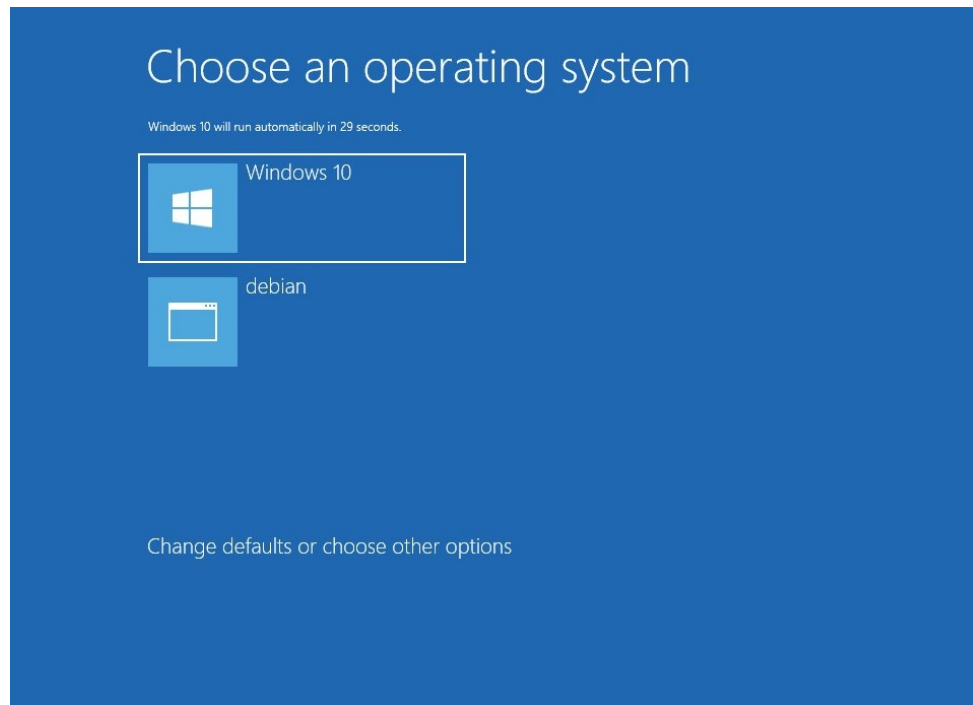 Choose an operating system
Windows 10 will run automatically in 29 seconds.
Windows 10
debian
Change defaults or choose other options